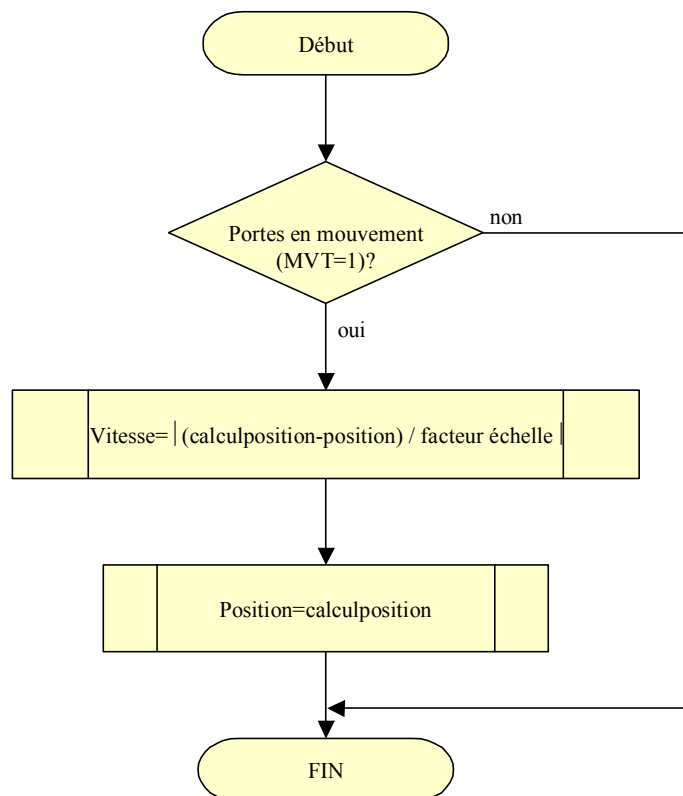 Début
Portes en mouvement
(MVT=1)?
non
oui
Vitesse= | (calculposition-position) / facteur échelle |
Position=calculposition
FIN